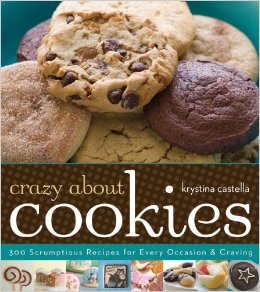 crazy about
krystina castella
cookies
300 Scrumptious Recipes for Every Occasion & Craving